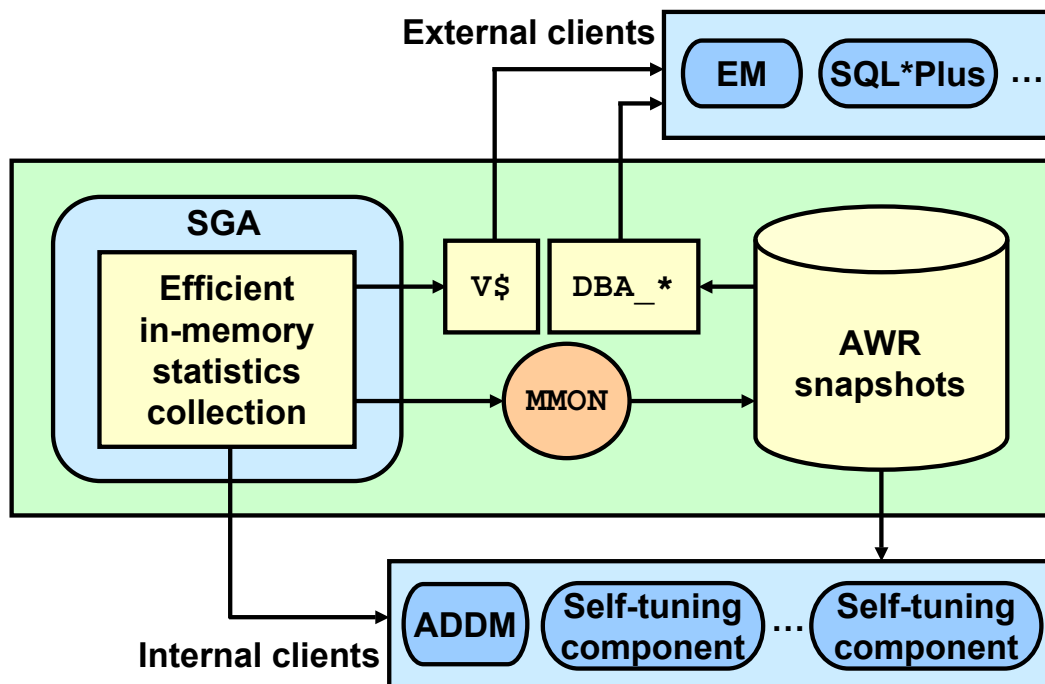 External clients
EM
SQL*Plus
...
SGA
Efficient
in-memory
statistics
collection
V$
DBA_*
MMON
AWR
snapshots
Internal clients
ADDM
Self-tuning
component
...
Self-tuning
component